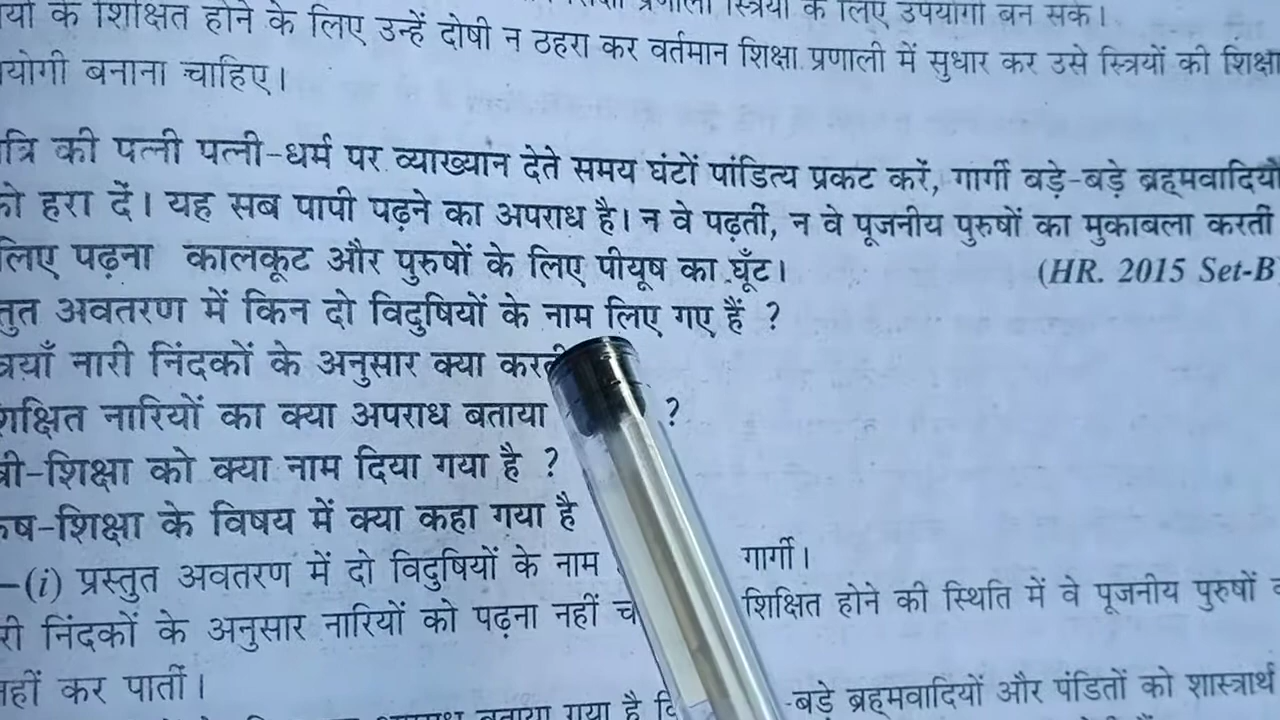 के शिक्षित होने के लिए उन्हें दोषी न ठहरा कर वर्तमान शिक्षा प्रणाली में सुधार कर उसे स्त्रियों की शिक्षा
योगी बनाना चाहिए।
त्रि की पत्नी पत्नी-धर्म पर व्याख्यान देते समय घंटों पांडित्य प्रकट करें, गार्गी बड़े-बड़े ब्रह्मवादियों
हरा दें। यह सब पापी पढ़ने का अपराध है। न वे पढ़तीं, न वे पूजनीय पुरुषों का मुकाबला करतीं
लिए पढ़ना कालकूट और पुरुषों के लिए पीयूष का घूँट। (HR. 2015 Set-B)
तुत अवतरण में किन दो विदुषियों के नाम लिए गए हैं ?
त्रयाँ नारी निंदकों के अनुसार क्या
क्षित नारियों का क्या अपराध बताया ?
त्री-शिक्षा को क्या नाम दिया गया है ?
ष-शिक्षा के विषय में क्या कहा गया है
—(i) प्रस्तुत अवतरण में दो विदुषियों के नाम गार्गी।
री निंदकों के अनुसार नारियों को पढ़ना नहीं शिक्षित होने की स्थिति में वे पूजनीय पुरुषों
नहीं कर पातीं।
बताया गया है -बड़े ब्रह्मवादियों और पंडितों को शास्त्रार्थ